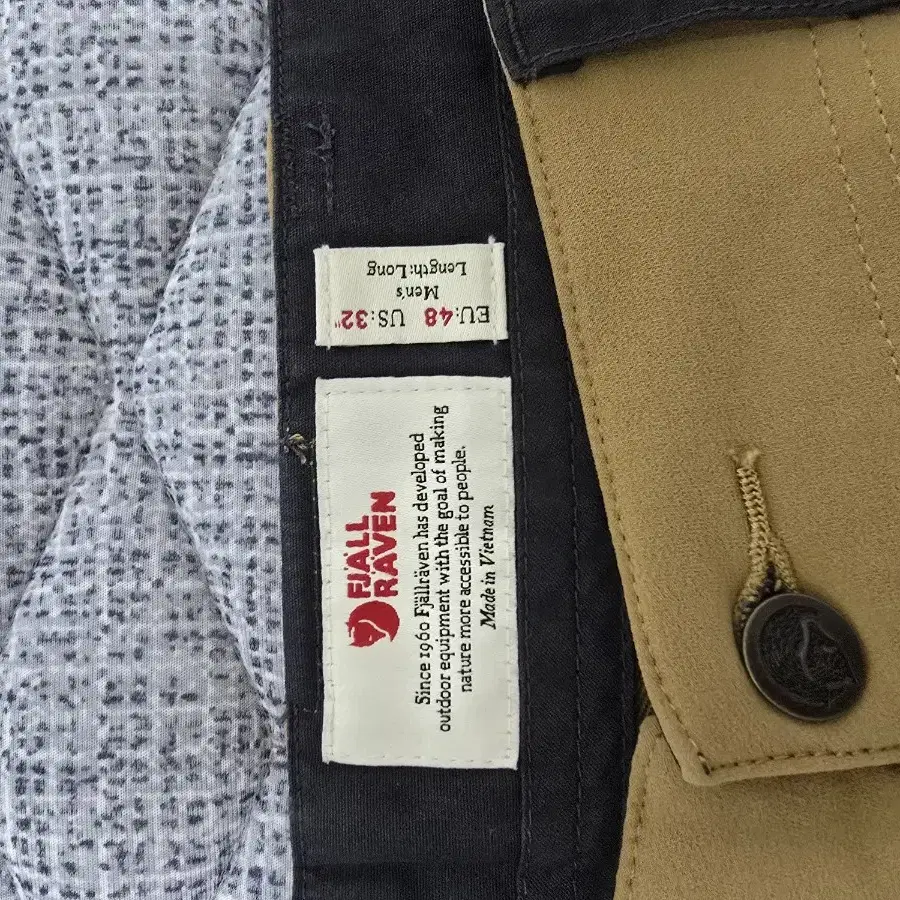 EU:48 US:32"
Men's
Length:Long
FJÄLL
RÄVEN
Since 1960 Fjällräven has developed
outdoor equipment with the goal of making
nature more accessible to people.
Made in Vietnam